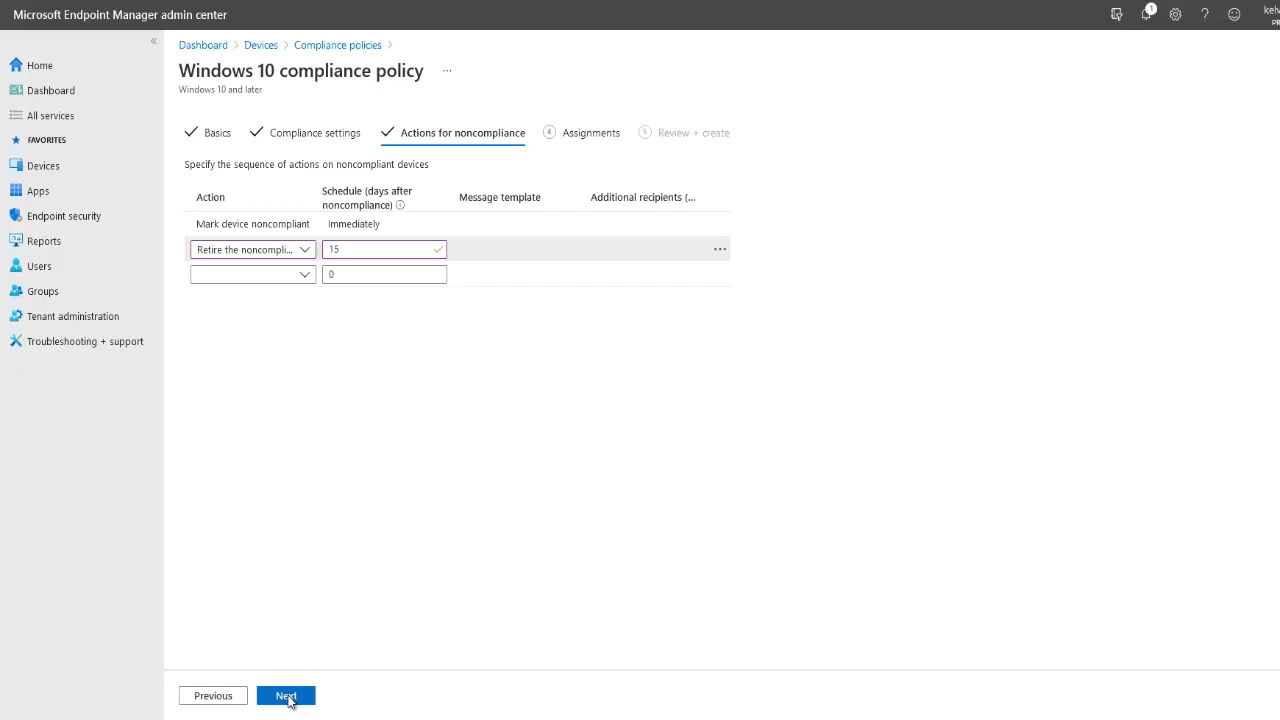 Microsoft Endpoint Manager admin center
1
kelv
PR
«
Dashboard > Devices > Compliance policies >
Windows 10 compliance policy ...
Windows 10 and later
Home
Dashboard
All services
FAVORITES
Devices
Apps
Endpoint security
Reports
Users
Groups
Tenant administration
Troubleshooting + support
Basics Compliance settings Actions for noncompliance 4 Assignments 5 Review + create
Specify the sequence of actions on noncompliant devices
Action Schedule (days after noncompliance) Message template Additional recipients (...
Mark device noncompliant Immediately
Retire the noncompli... 15 ...
0
Previous Next